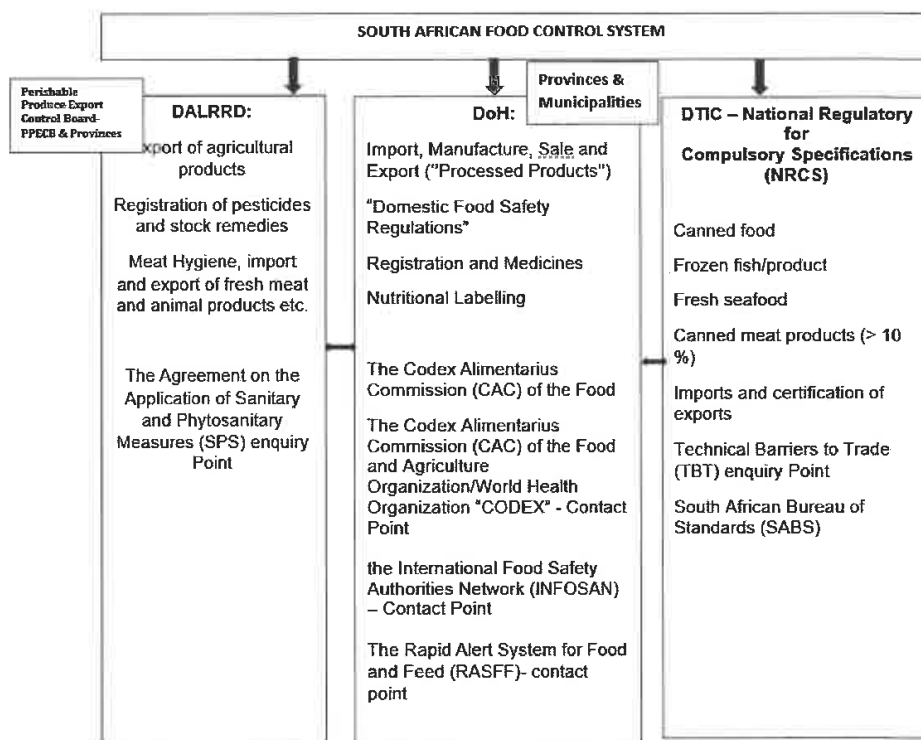 SOUTH AFRICAN FOOD CONTROL SYSTEM
Perishable
Produce Export
Control Board-
PPECB & Provinces
DALRRD:
xport of agricultural
products
Registration of pesticides
and stock remedies
Meat Hygiene, import
and export of fresh meat
and animal products etc.
The Agreement on the
Application of Sanitary
and Phytosanitary
Measures (SPS) enquiry
Point
Provinces &
Municipalities
DoH:
Import, Manufacture, Sale and
Export ("Processed Products")
"Domestic Food Safety
Regulations"
Registration and Medicines
Nutritional Labelling
The Codex Alimentarius
Commission (CAC) of the Food
The Codex Alimentarius
Commission (CAC) of the Food
and Agriculture
Organization/World Health
Organization "CODEX" - Contact
Point
the International Food Safety
Authorities Network (INFOSAN)
– Contact Point
The Rapid Alert System for Food
and Feed (RASFF)- contact
point
DTIC – National Regulatory
for
Compulsory Specifications
(NRCS)
Canned food
Frozen fish/product
Fresh seafood
Canned meat products (> 10
%)
Imports and certification of
exports
Technical Barriers to Trade
(TBT) enquiry Point
South African Bureau of
Standards (SABS)